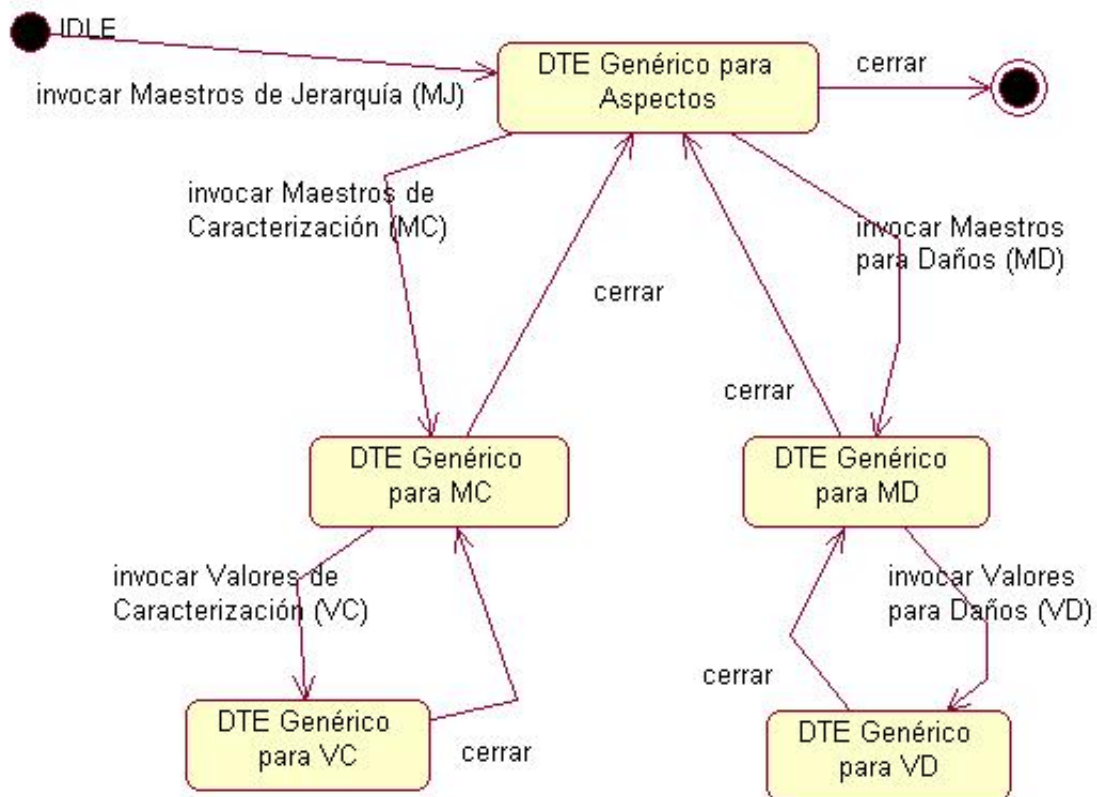 IDLE
invocar Maestros de Jerarquía (MJ)
DTE Genérico para
Aspectos
cerrar
invocar Maestros de
Caracterización (MC)
invocar Maestros
para Daños (MD)
cerrar
cerrar
DTE Genérico
para MC
DTE Genérico
para MD
invocar Valores de
Caracterización (VC)
invocar Valores
para Daños (VD)
cerrar
DTE Genérico
para VC
cerrar
DTE Genérico
para VD